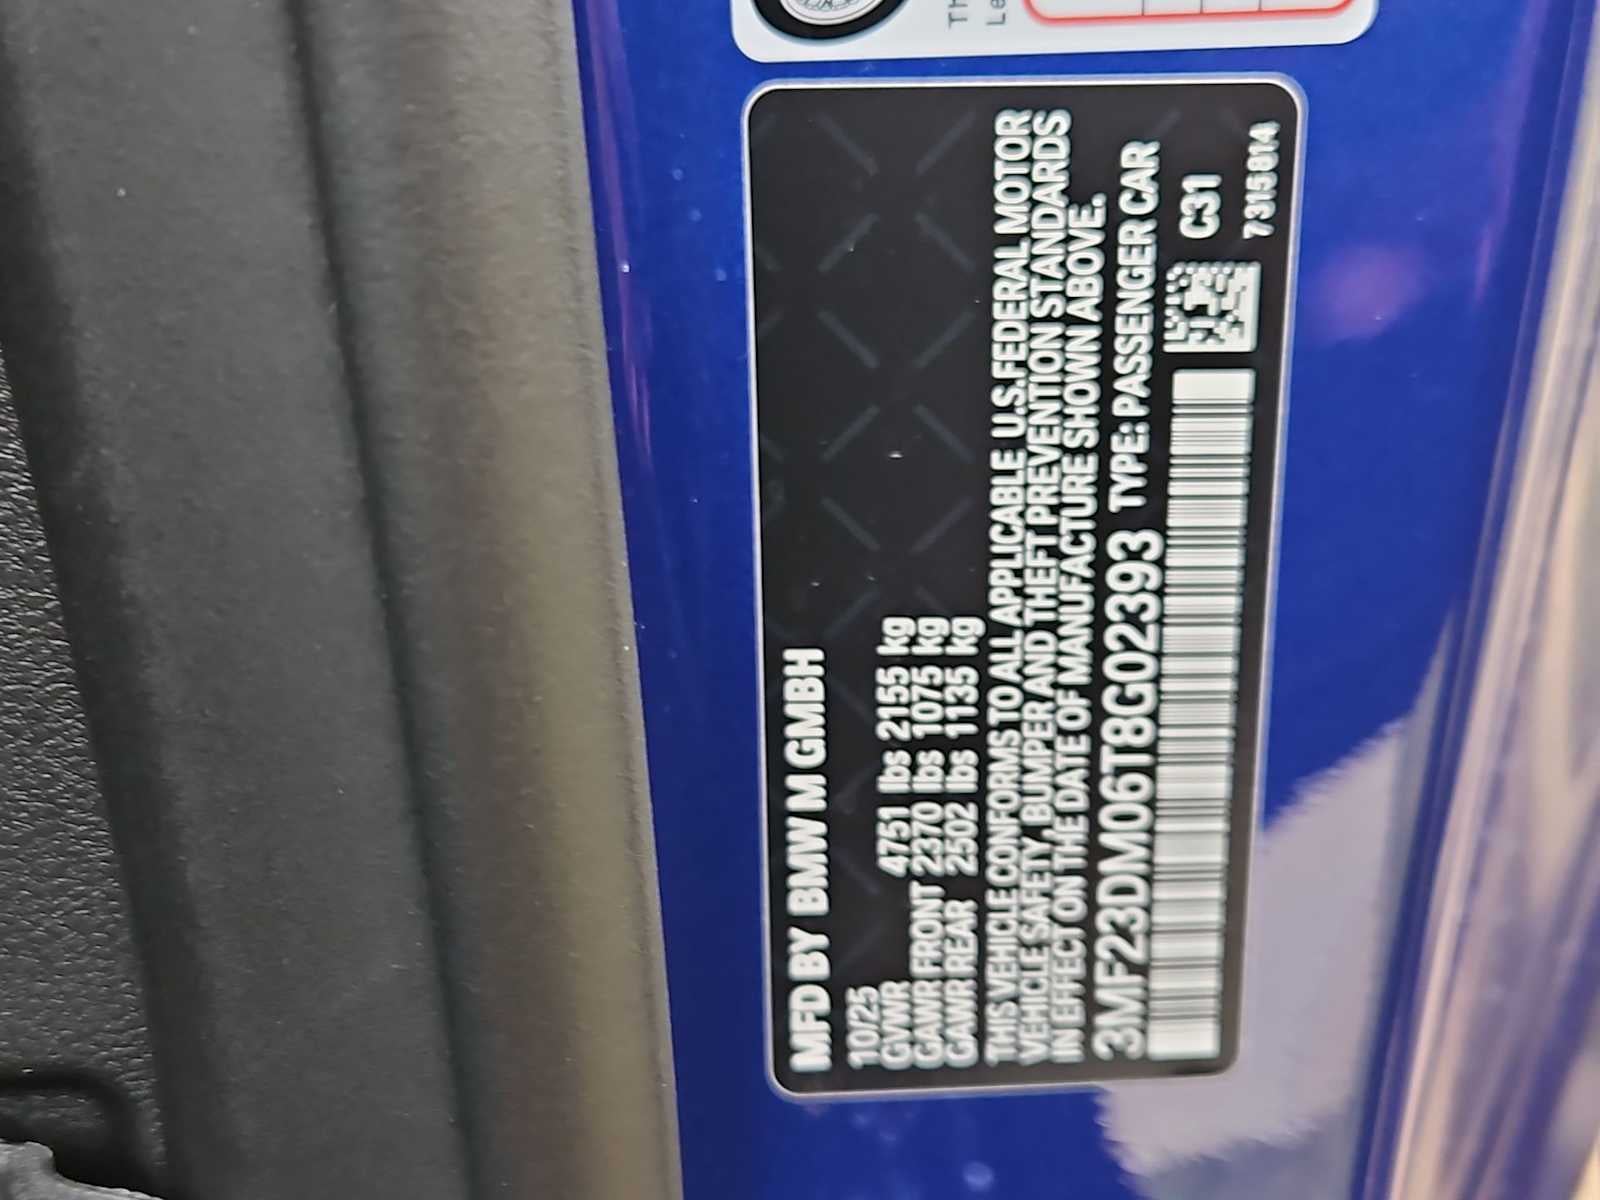 Th
Le
MFD BY BMW M GMBH
10/25
GVWR 4751 lbs 2155 kg
GAWR FRONT 2370 lbs 1075 kg
GAWR REAR 2502 lbs 1135 kg
THIS VEHICLE CONFORMS TO ALL APPLICABLE U.S.FEDERAL MOTOR
VEHICLE SAFETY, BUMPER AND THEFT PREVENTION STANDARDS
IN EFFECT ON THE DATE OF MANUFACTURE SHOWN ABOVE.
3MF23DM06T8G02393 TYPE: PASSENGER CAR
C31
7315814